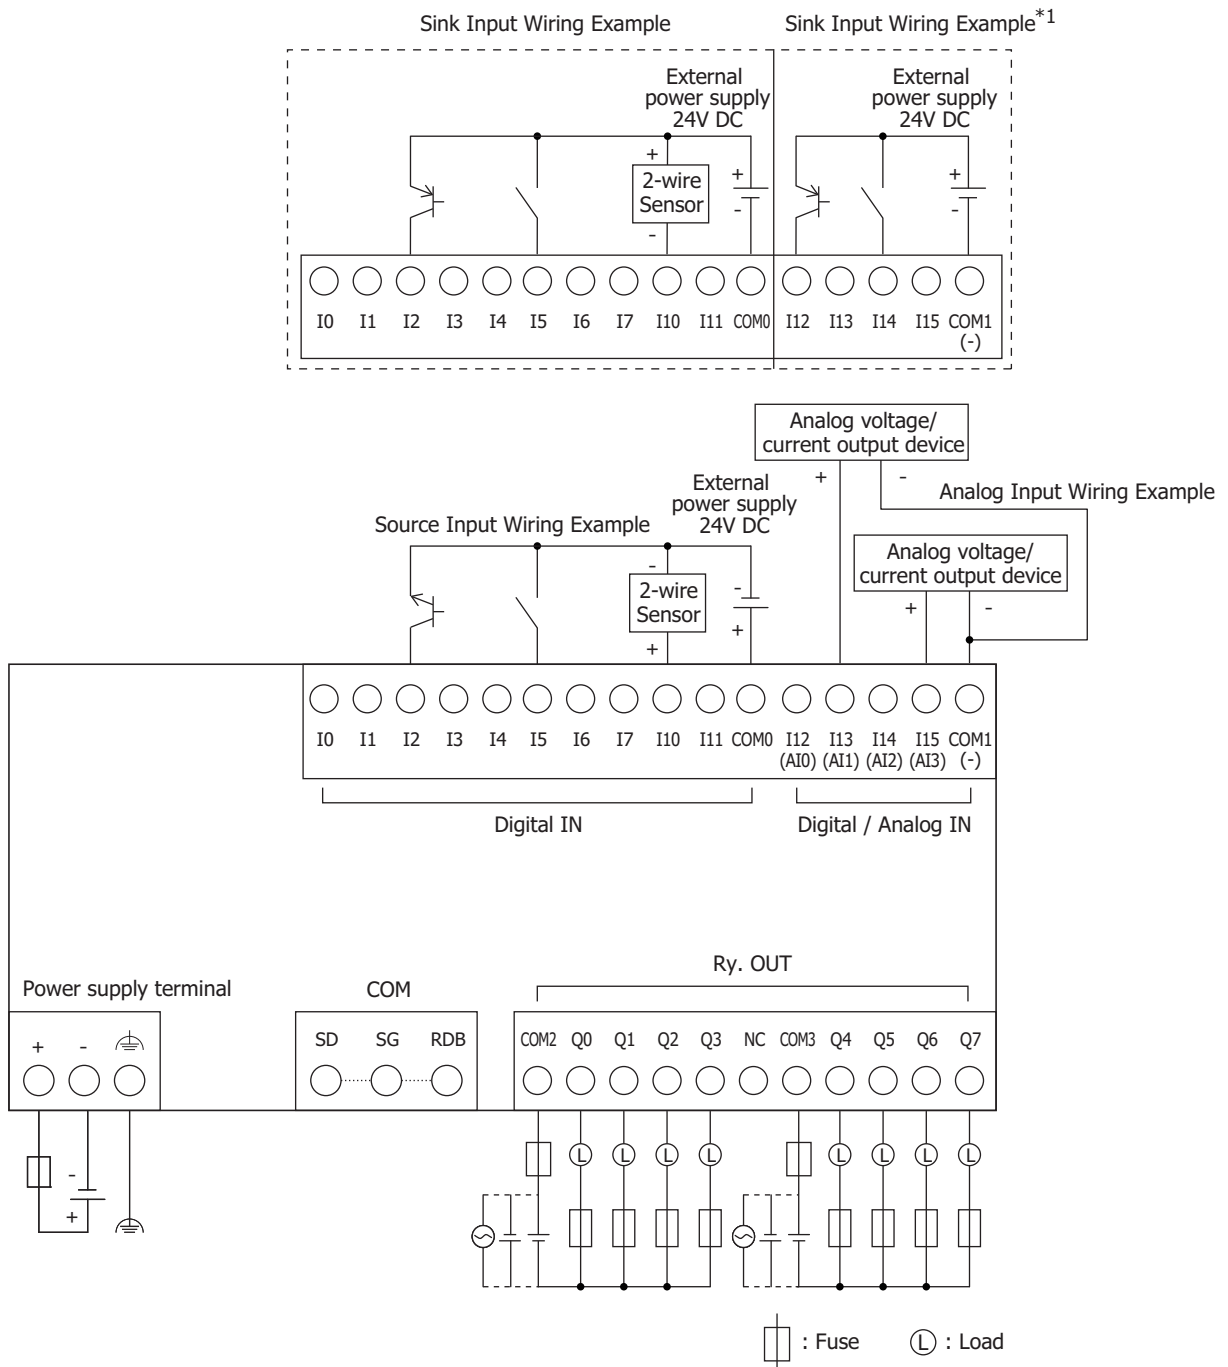 Sink Input Wiring Example
Sink Input Wiring Example*1
External
power supply
24V DC
External
power supply
24V DC
+
2-wire
Sensor
-
+
-
+
-
I0 I1 I2 I3 I4 I5 I6 I7 I10 I11 COM0 I12 I13 I14 I15 COM1
(-)
Analog voltage/
current output device
+ -
Analog Input Wiring Example
External
power supply
24V DC
Source Input Wiring Example
Analog voltage/
current output device
+ -
-
2-wire
Sensor
+
-
+
I0 I1 I2 I3 I4 I5 I6 I7 I10 I11 COM0 I12 I13 I14 I15 COM1
(AI0) (AI1) (AI2) (AI3) (-)
Digital IN
Digital / Analog IN
Ry. OUT
Power supply terminal
COM
+ -
SD SG RDB
COM2 Q0 Q1 Q2 Q3 NC COM3 Q4 Q5 Q6 Q7
L L L L L L L L
-
+
: Fuse
L : Load